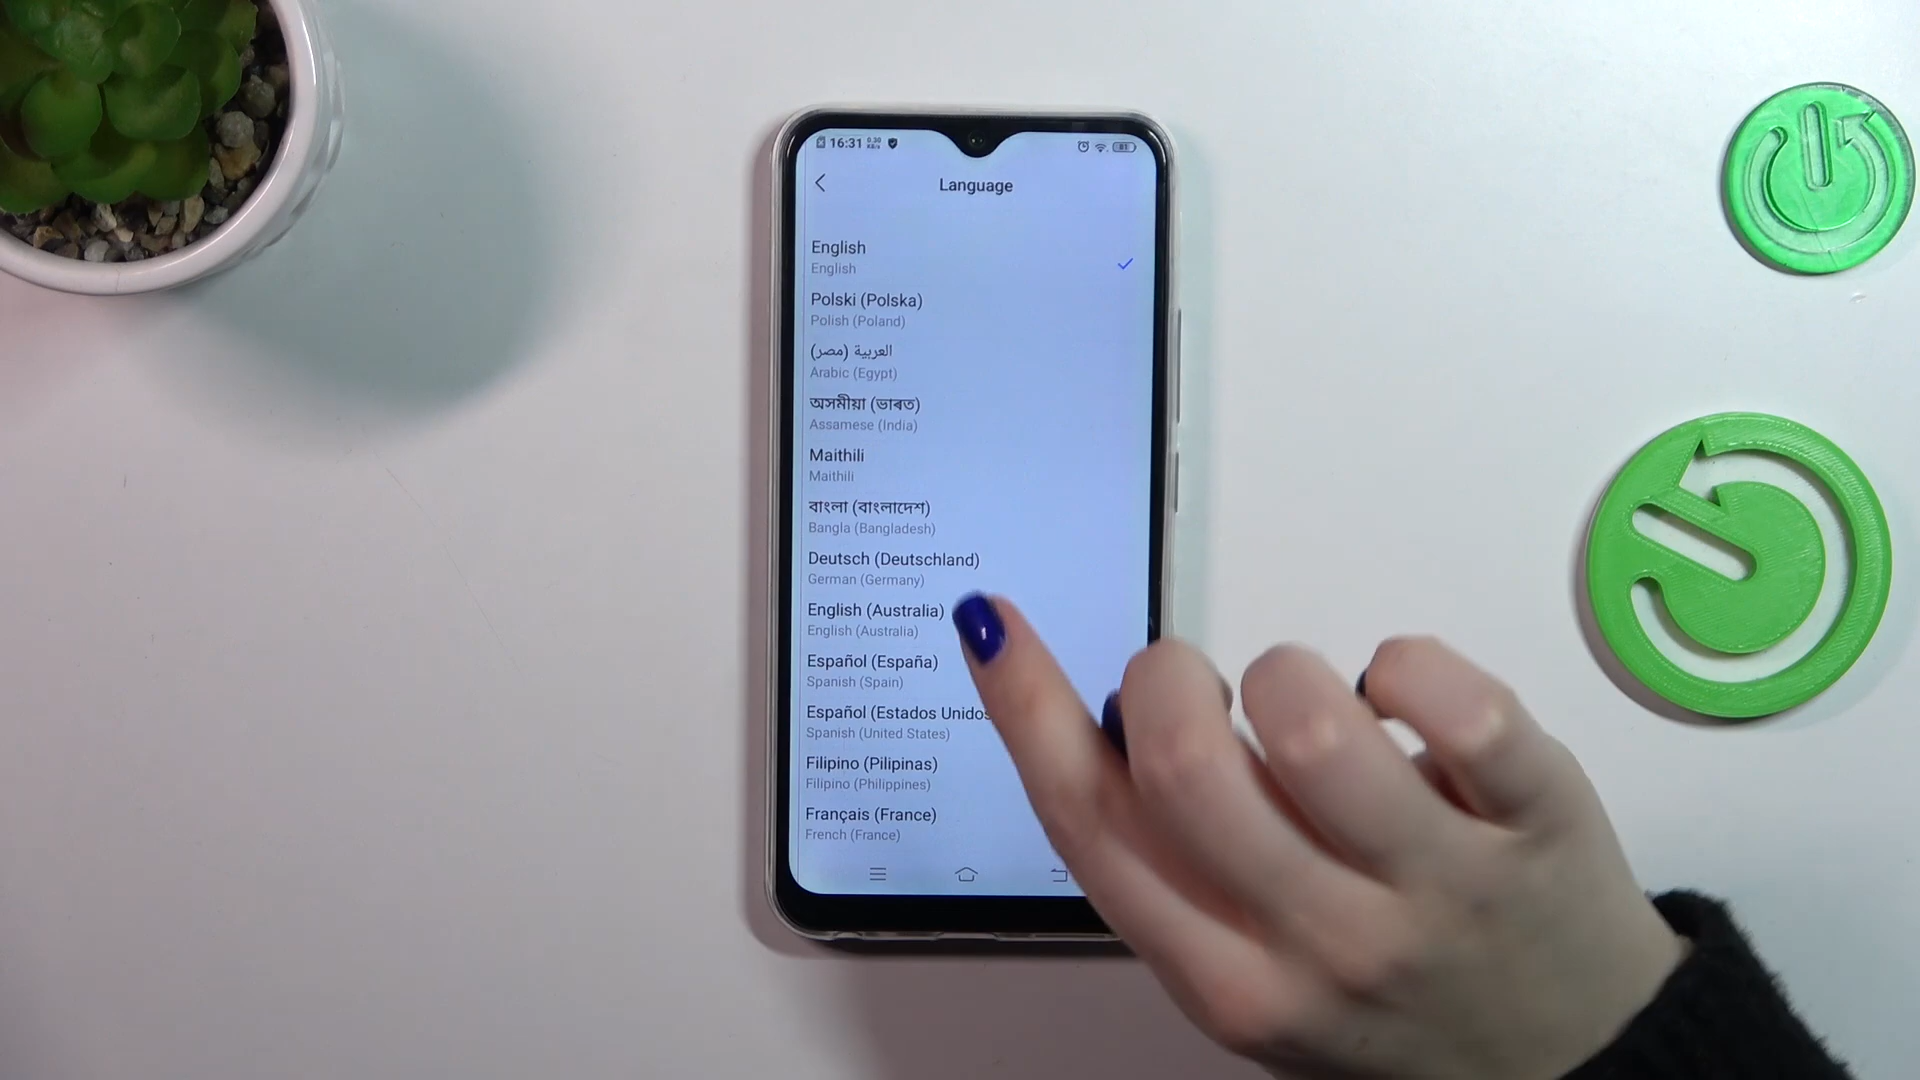 16:31
Language
English
English
Polski (Polska)
Polish (Poland)
العربية (مصر)
Arabic (Egypt)
অসমীয়া (ভাৰত)
Assamese (India)
Maithili
Maithili
বাংলা (বাংলাদেশ)
Bangla (Bangladesh)
Deutsch (Deutschland)
German (Germany)
English (Australia)
English (Australia)
Español (España)
Spanish (Spain)
Español (Estados Unidos
Spanish (United States)
Filipino (Pilipinas)
Filipino (Philippines)
Français (France)
French (France)